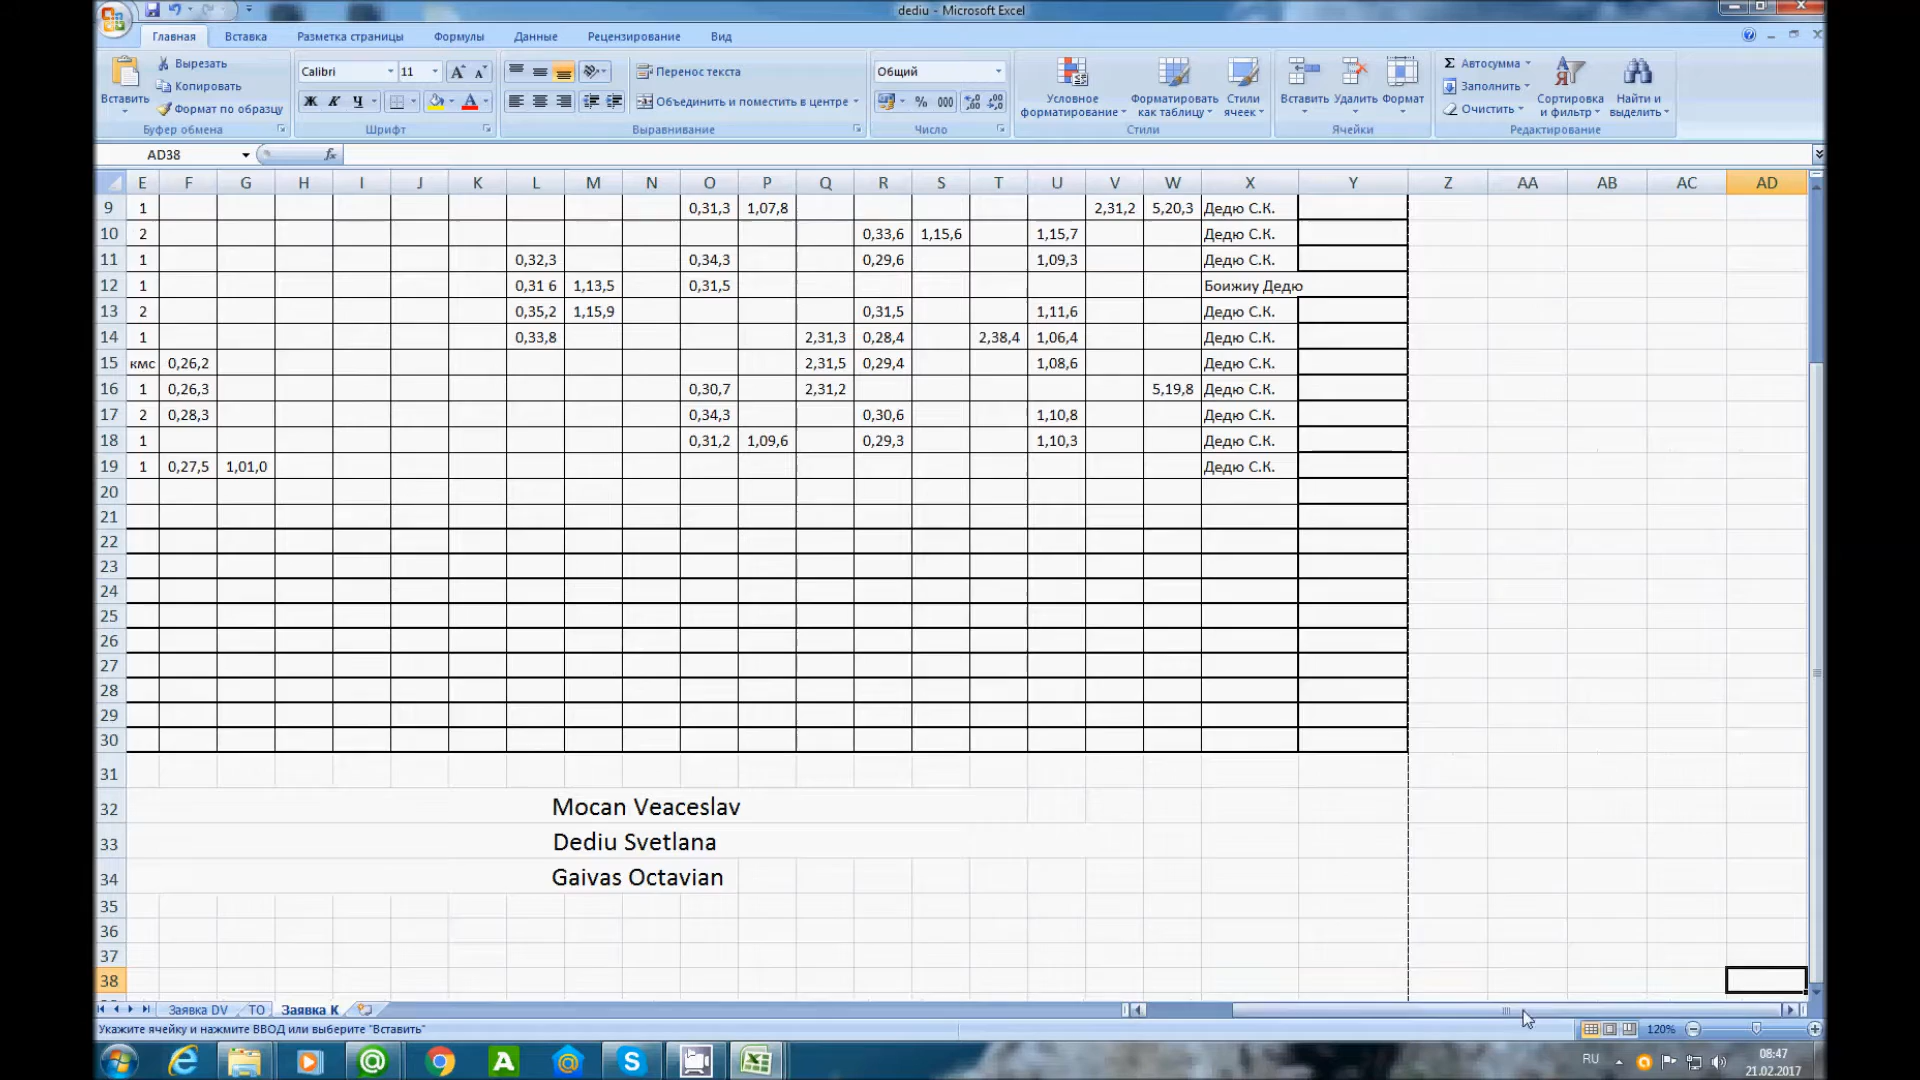 dediu - Microsoft Excel
Главная Вставка Разметка страницы Формулы Данные Рецензирование Вид
Вставить Вырезать Копировать Формат по образцу Буфер обмена
Calibri 11 Ж К Ч Шрифт
Перенос текста Объединить и поместить в центре Выравнивание
Общий % 000 Число
Условное форматирование Форматировать как таблицу Стили ячеек Стили
Вставить Удалить Формат Ячейки
Σ Автосумма Заполнить Очистить Сортировка и фильтр Найти и выделить Редактирование
AD38 fx
E F G H I J K L M N O P Q R S T U V W X Y Z AA AB AC AD
9 1 0,31,3 1,07,8 2,31,2 5,20,3 Дедю С.К.
10 2 0,33,6 1,15,6 1,15,7 Дедю С.К.
11 1 0,32,3 0,34,3 0,29,6 1,09,3 Дедю С.К.
12 1 0,31 6 1,13,5 0,31,5 Боижиу Дедю
13 2 0,35,2 1,15,9 0,31,5 1,11,6 Дедю С.К.
14 1 0,33,8 2,31,3 0,28,4 2,38,4 1,06,4 Дедю С.К.
15 кмс 0,26,2 2,31,5 0,29,4 1,08,6 Дедю С.К.
16 1 0,26,3 0,30,7 2,31,2 5,19,8 Дедю С.К.
17 2 0,28,3 0,34,3 0,30,6 1,10,8 Дедю С.К.
18 1 0,31,2 1,09,6 0,29,3 1,10,3 Дедю С.К.
19 1 0,27,5 1,01,0 Дедю С.К.
20
21
22
23
24
25
26
27
28
29
30
31
32 Mocan Veaceslav
33 Dediu Svetlana
34 Gaivas Octavian
35
36
37
38
Заявка DV ТО Заявка К
Укажите ячейку и нажмите ВВОД или выберите "Вставить" 120%
RU 08:47
21.02.2017